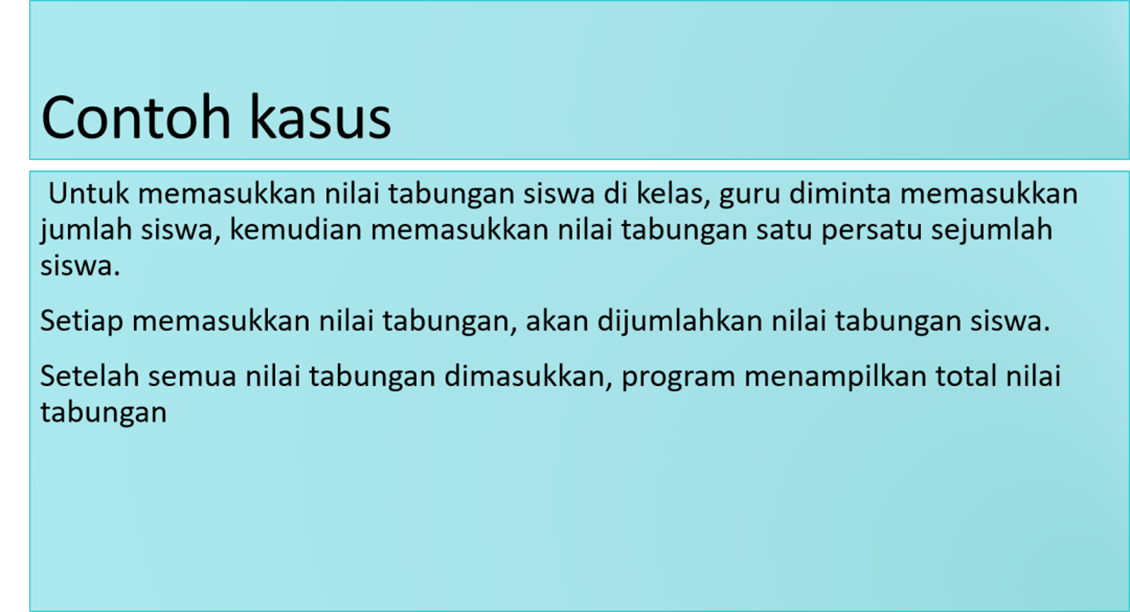 Contoh kasus
Untuk memasukkan nilai tabungan siswa di kelas, guru diminta memasukkan
jumlah siswa, kemudian memasukkan nilai tabungan satu persatu sejumlah
siswa.
Setiap memasukkan nilai tabungan, akan dijumlahkan nilai tabungan siswa.
Setelah semua nilai tabungan dimasukkan, program menampilkan total nilai
tabungan